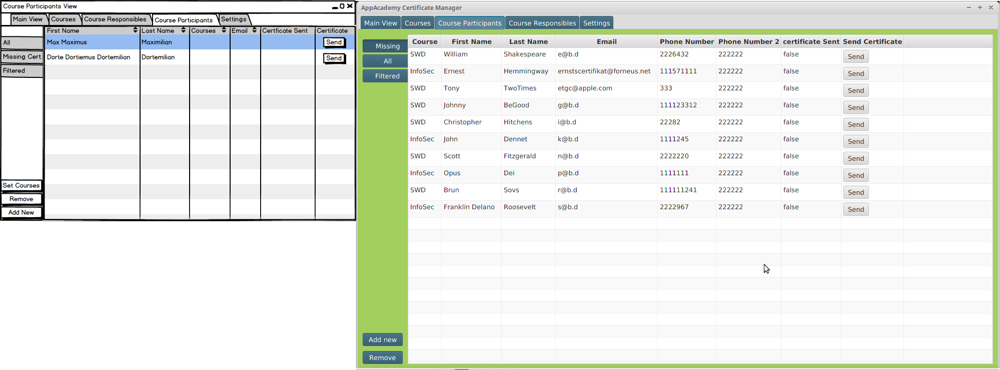 Course Participants View
Main View Courses Course Responsibles Course Participants Settings
First Name Last Name Courses Email Certficate Sent Certificate
All
Max Maximus Maximilian Send
Missing Cert.
Dorte Dortiemus Dortemilian Dortemilian Send
Filtered
Set Courses
Remove
Add New
AppAcademy Certificate Manager
Main View Courses Course Participants Course Responsibles Settings
Missing
All
Filtered
Course First Name Last Name Email Phone Number Phone Number 2 certificate Sent Send Certificate
SWD William Shakespeare e@b.d 2226432 222222 false Send
InfoSec Ernest Hemmingway ernstscertifikat@forneus.net 111571111 222222 false Send
SWD Tony TwoTimes etgc@apple.com 333 222222 false Send
SWD Johnny BeGood g@b.d 111123312 222222 false Send
SWD Christopher Hitchens i@b.d 22282 222222 false Send
InfoSec John Dennet k@b.d 1111245 222222 false Send
SWD Scott Fitzgerald n@b.d 2222220 222222 false Send
InfoSec Opus Dei p@b.d 1111111 222222 false Send
SWD Brun Sovs r@b.d 111111241 222222 false Send
InfoSec Franklin Delano Roosevelt s@b.d 2222967 222222 false Send
Add new
Remove